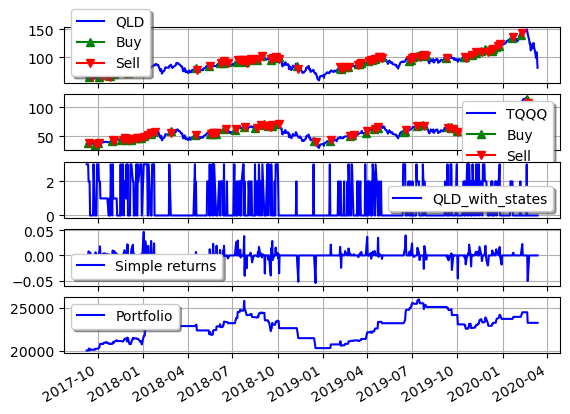 150
100
QLD
Buy
Sell
100
50
TQQQ
Buy
Sell
2
0
QLD_with_states
0.05
0.00
−0.05
Simple returns
25000
20000
Portfolio
2017-10
2018-01
2018-04
2018-07
2018-10
2019-01
2019-04
2019-07
2019-10
2020-01
2020-04